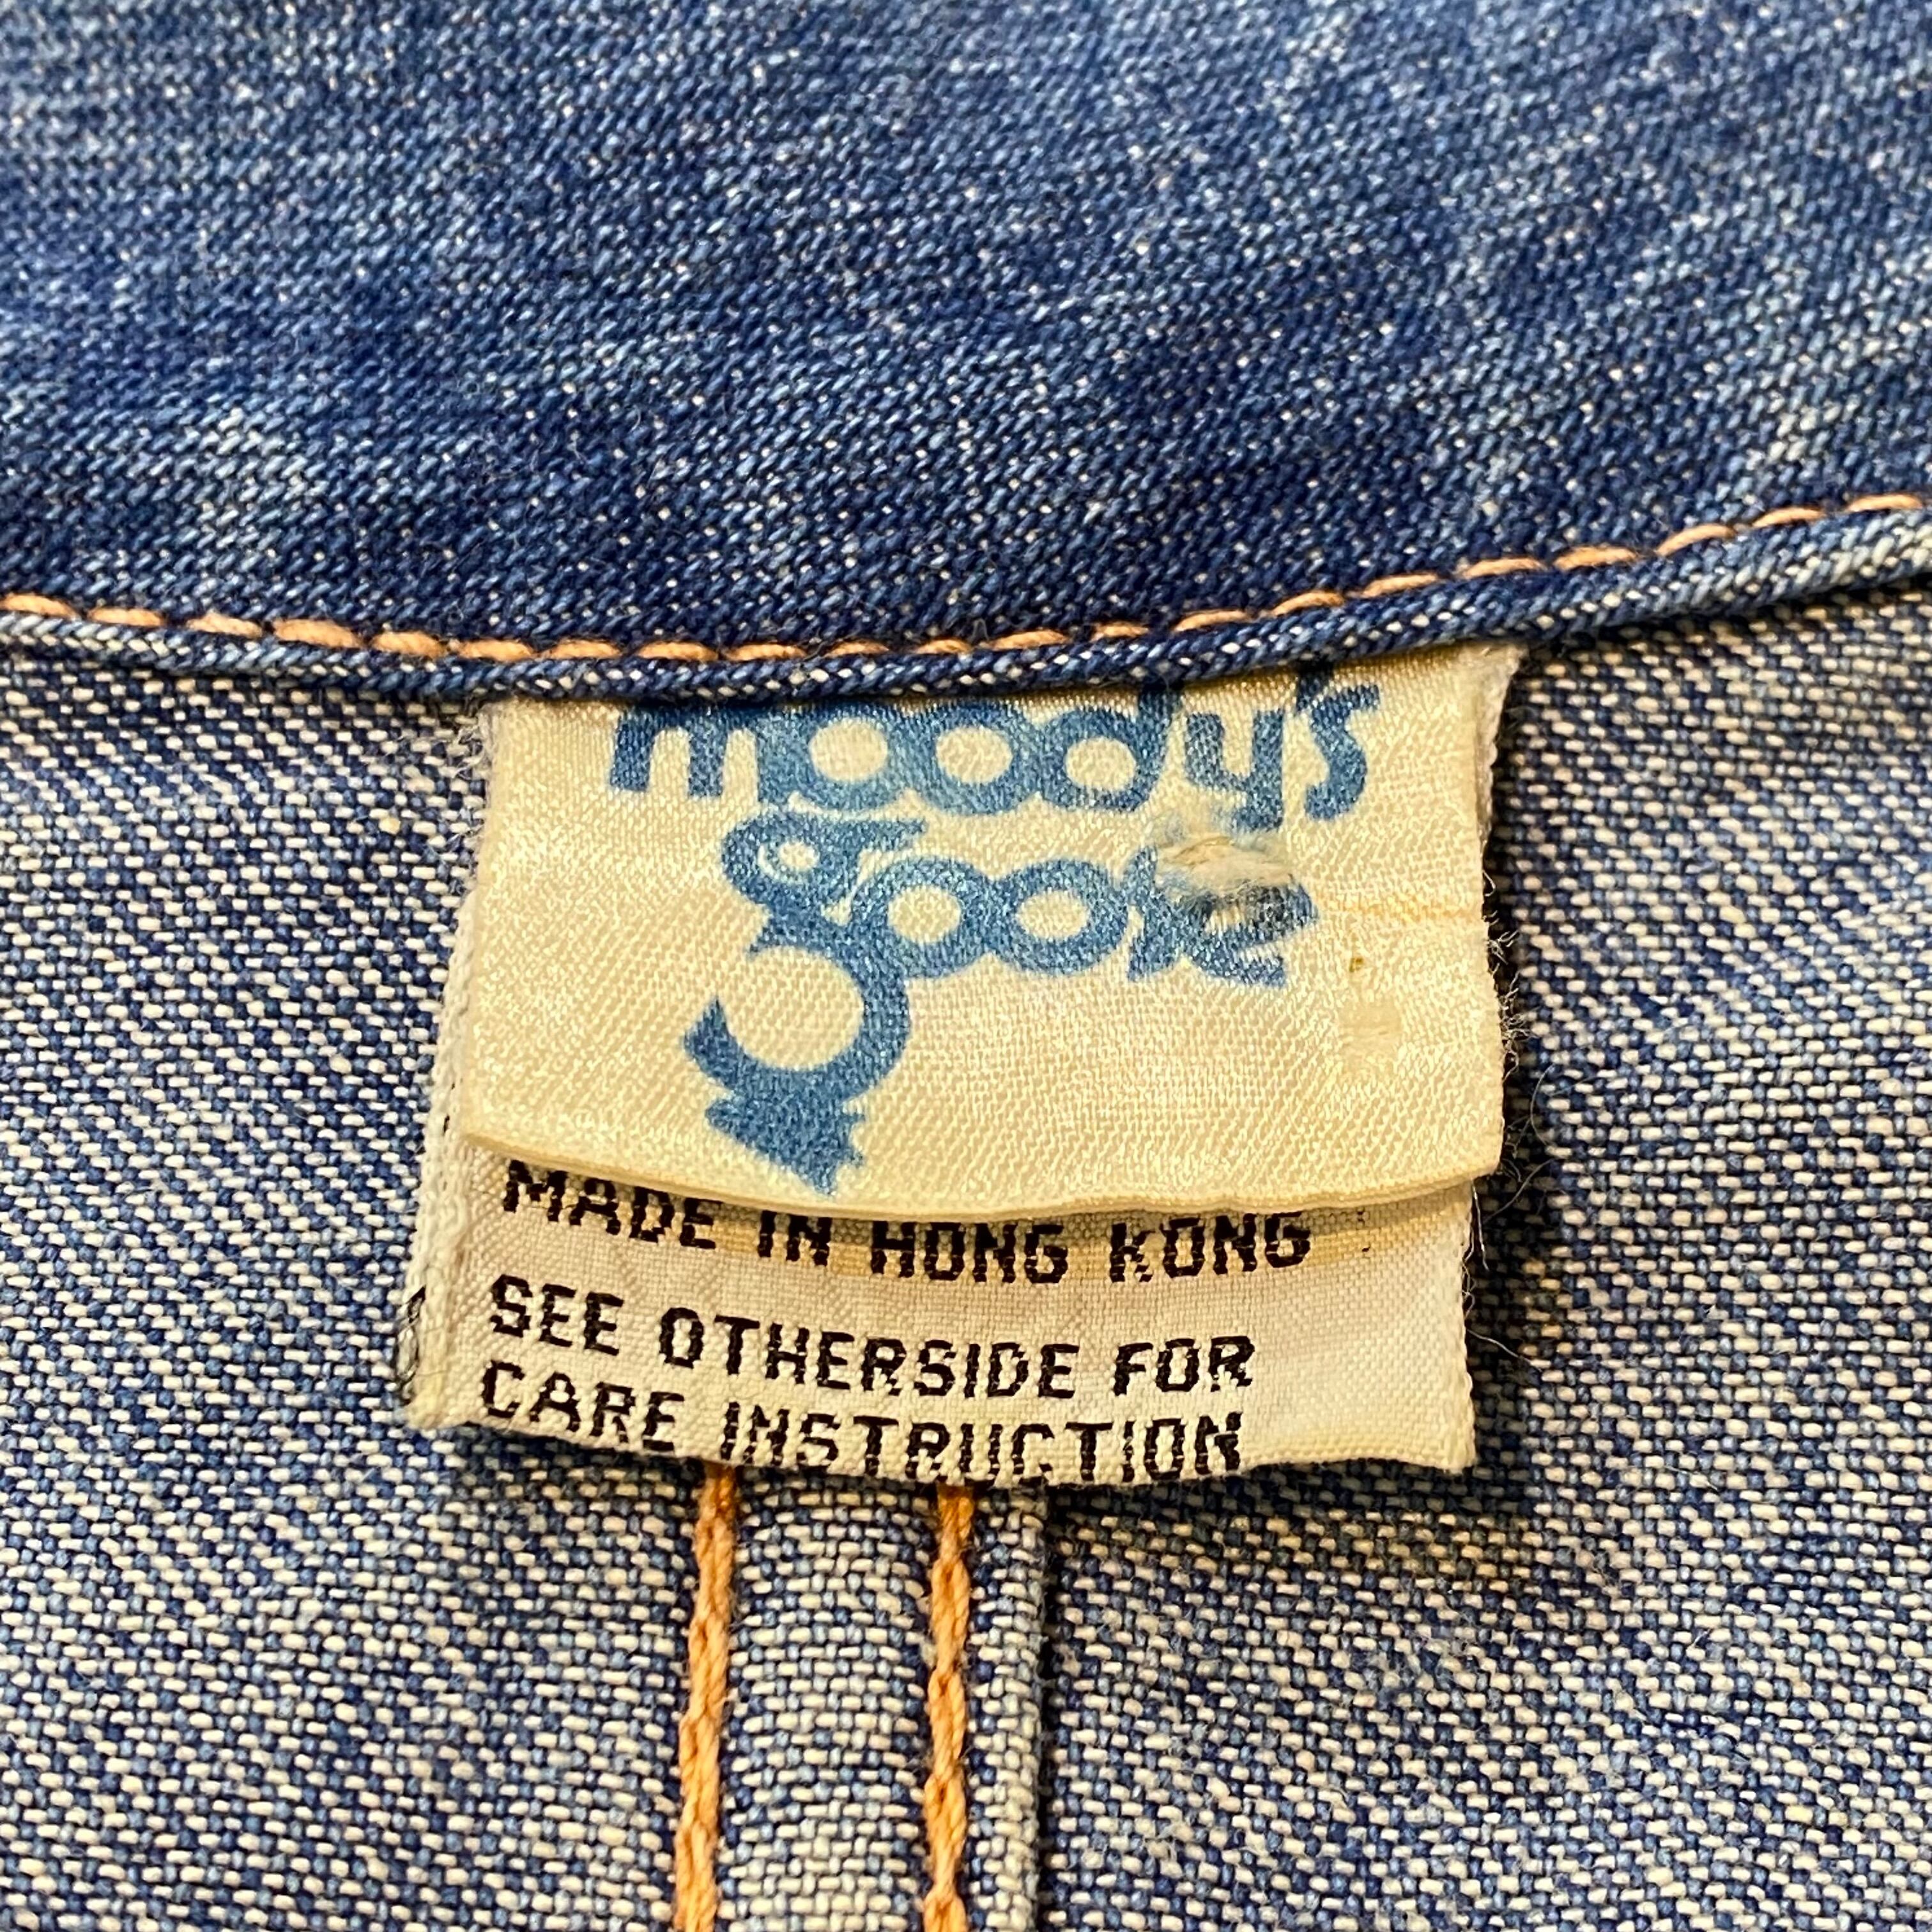 moody's
goose
MADE IN HONG KONG
SEE OTHERSIDE FOR
CARE INSTRUCTION